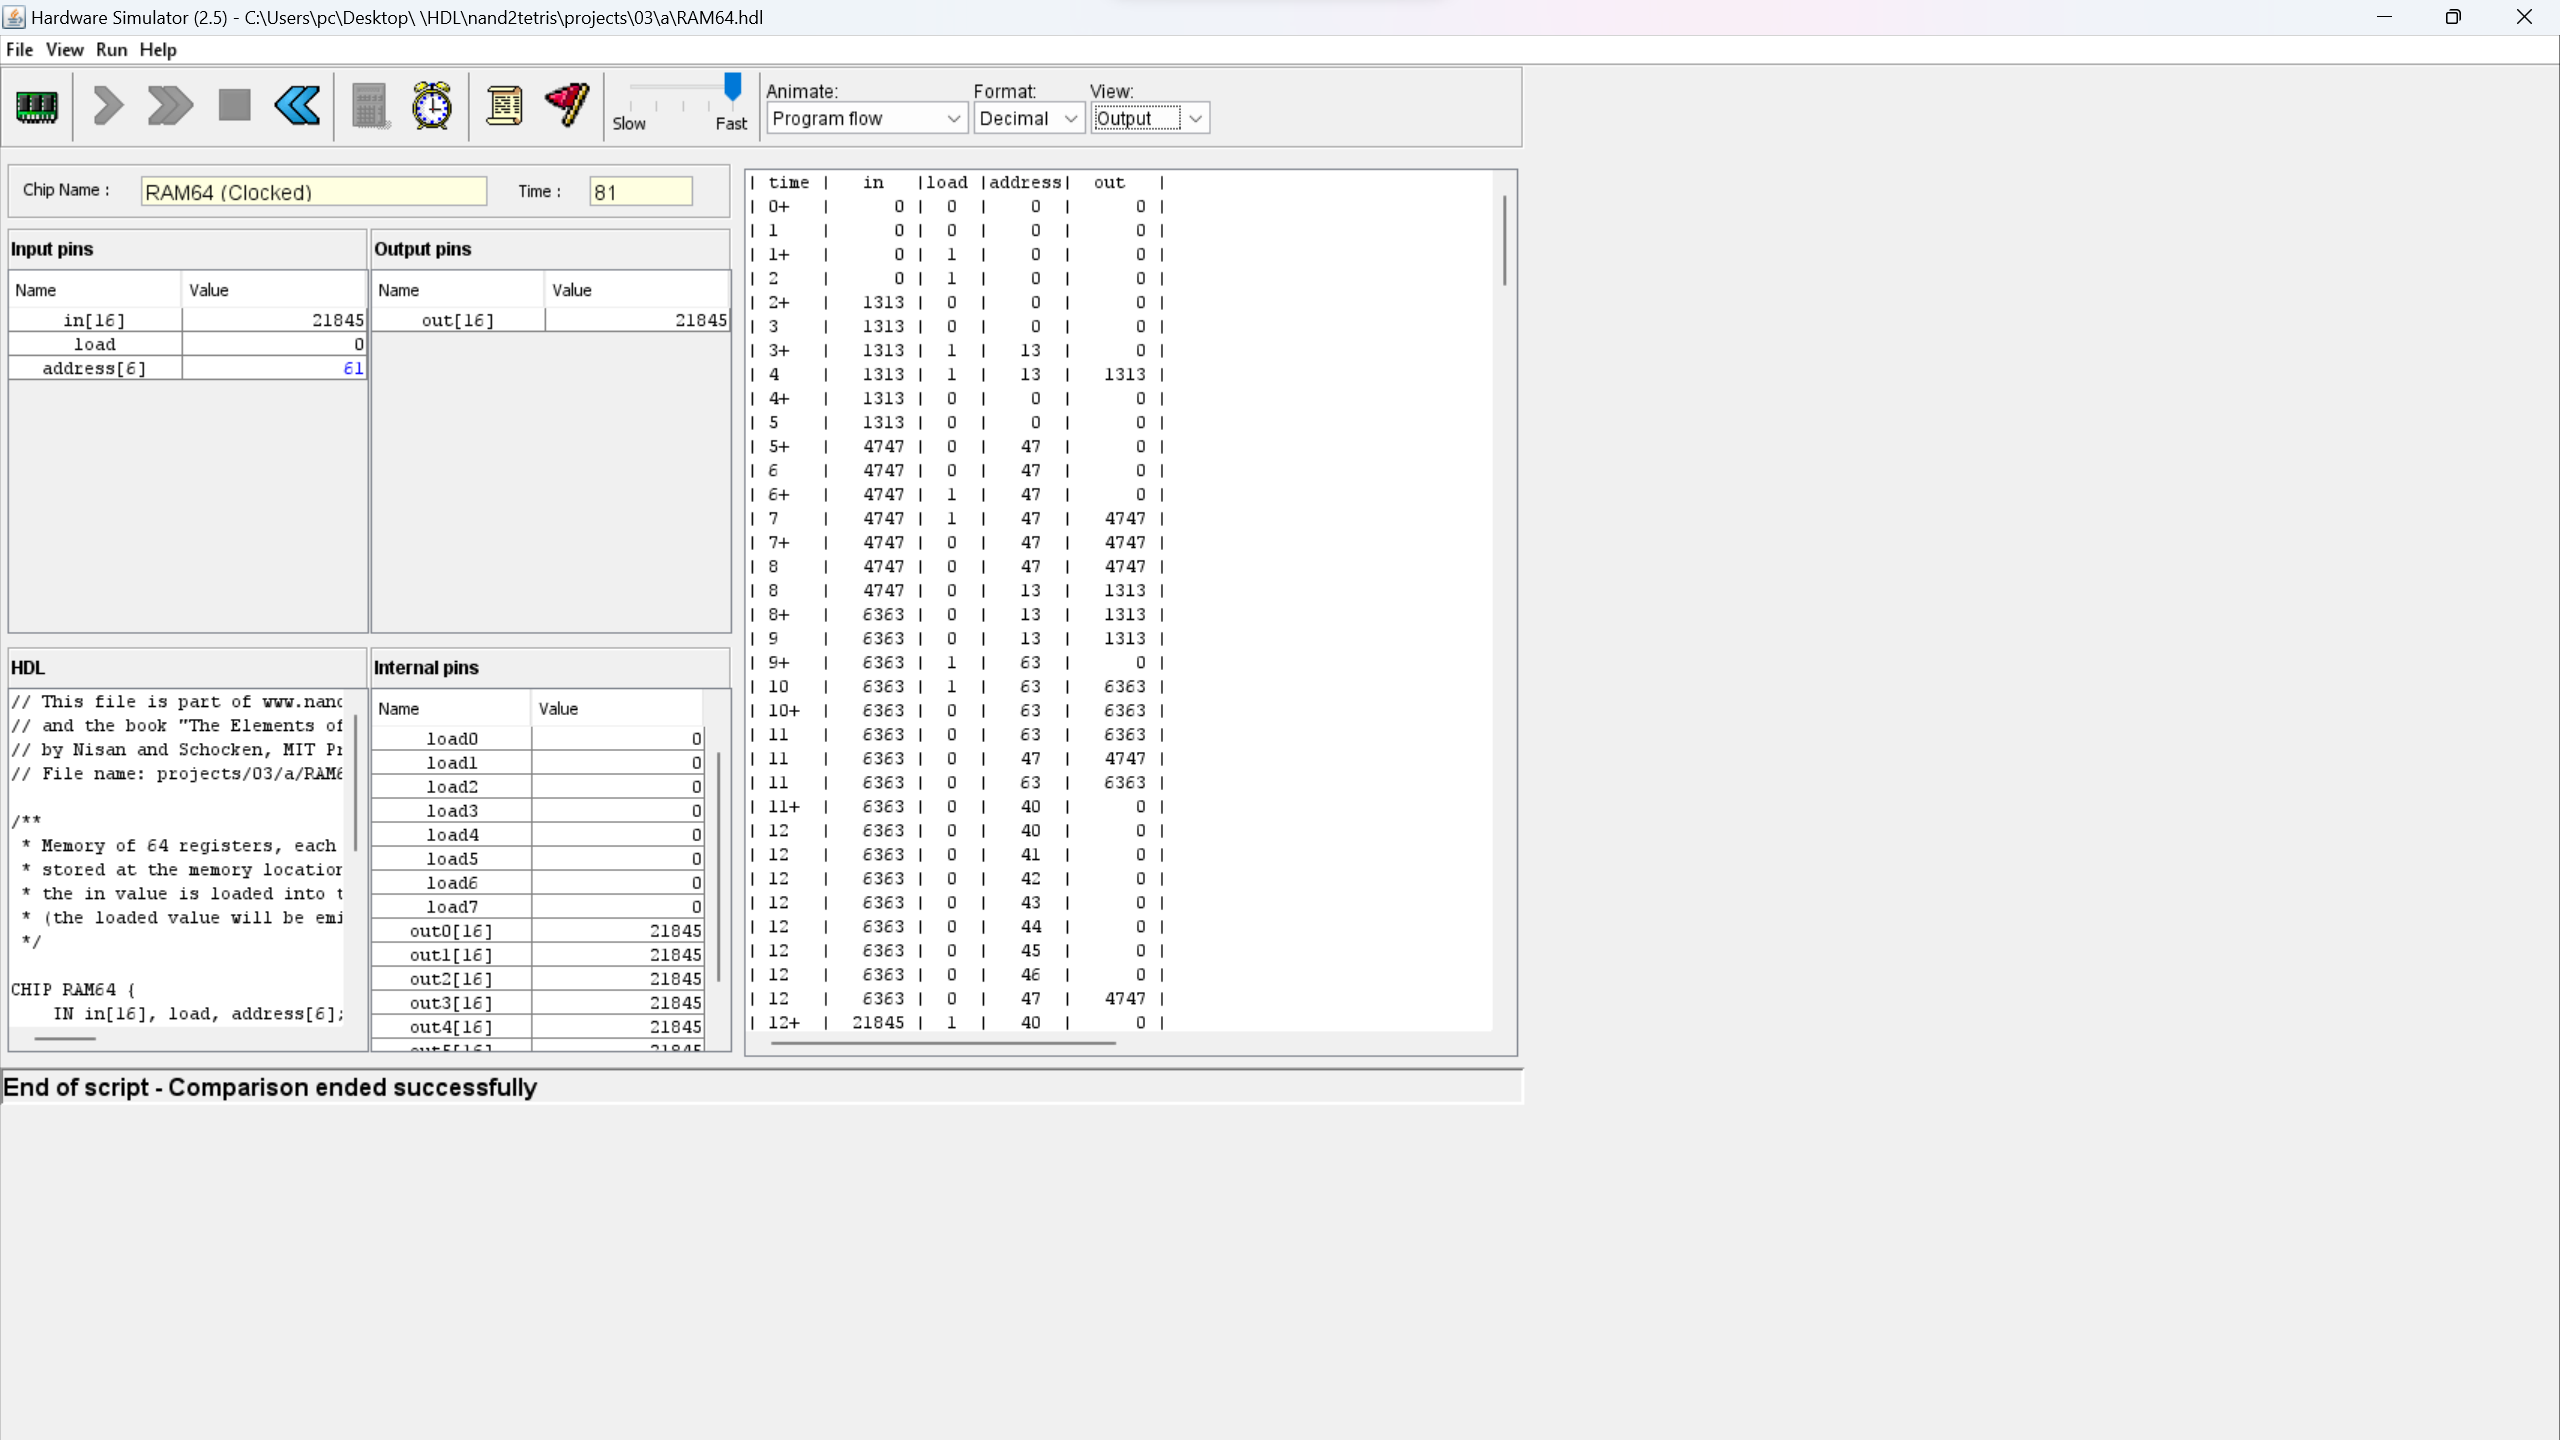 Hardware Simulator (2.5) - C:\Users\pc\Desktop\ \HDL\nand2tetris\projects\03\a\RAM64.hdl
File View Run Help
Slow Fast
Animate: Format: View:
Program flow Decimal Output
Chip Name : RAM64 (Clocked) Time : 81
Input pins
Name Value
in[16] 21845
load 0
address[6] 61
Output pins
Name Value
out[16] 21845
HDL
// This file is part of www.nand
// and the book "The Elements of
// by Nisan and Schocken, MIT Pr
// File name: projects/03/a/RAM6
/**
* Memory of 64 registers, each
* stored at the memory location
* the in value is loaded into t
* (the loaded value will be emi
*/
CHIP RAM64 {
IN in[16], load, address[6];
Internal pins
Name Value
load0 0
load1 0
load2 0
load3 0
load4 0
load5 0
load6 0
load7 0
out0[16] 21845
out1[16] 21845
out2[16] 21845
out3[16] 21845
out4[16] 21845
out5[16] 21845
| time | in |load |address| out |
| 0+ | 0 | 0 | 0 | 0 |
| 1 | 0 | 0 | 0 | 0 |
| 1+ | 0 | 1 | 0 | 0 |
| 2 | 0 | 1 | 0 | 0 |
| 2+ | 1313 | 0 | 0 | 0 |
| 3 | 1313 | 0 | 0 | 0 |
| 3+ | 1313 | 1 | 13 | 0 |
| 4 | 1313 | 1 | 13 | 1313 |
| 4+ | 1313 | 0 | 0 | 0 |
| 5 | 1313 | 0 | 0 | 0 |
| 5+ | 4747 | 0 | 47 | 0 |
| 6 | 4747 | 0 | 47 | 0 |
| 6+ | 4747 | 1 | 47 | 0 |
| 7 | 4747 | 1 | 47 | 4747 |
| 7+ | 4747 | 0 | 47 | 4747 |
| 8 | 4747 | 0 | 47 | 4747 |
| 8 | 4747 | 0 | 13 | 1313 |
| 8+ | 6363 | 0 | 13 | 1313 |
| 9 | 6363 | 0 | 13 | 1313 |
| 9+ | 6363 | 1 | 63 | 0 |
| 10 | 6363 | 1 | 63 | 6363 |
| 10+ | 6363 | 0 | 63 | 6363 |
| 11 | 6363 | 0 | 63 | 6363 |
| 11 | 6363 | 0 | 47 | 4747 |
| 11 | 6363 | 0 | 63 | 6363 |
| 11+ | 6363 | 0 | 40 | 0 |
| 12 | 6363 | 0 | 40 | 0 |
| 12 | 6363 | 0 | 41 | 0 |
| 12 | 6363 | 0 | 42 | 0 |
| 12 | 6363 | 0 | 43 | 0 |
| 12 | 6363 | 0 | 44 | 0 |
| 12 | 6363 | 0 | 45 | 0 |
| 12 | 6363 | 0 | 46 | 0 |
| 12 | 6363 | 0 | 47 | 4747 |
| 12+ | 21845 | 1 | 40 | 0 |
End of script - Comparison ended successfully